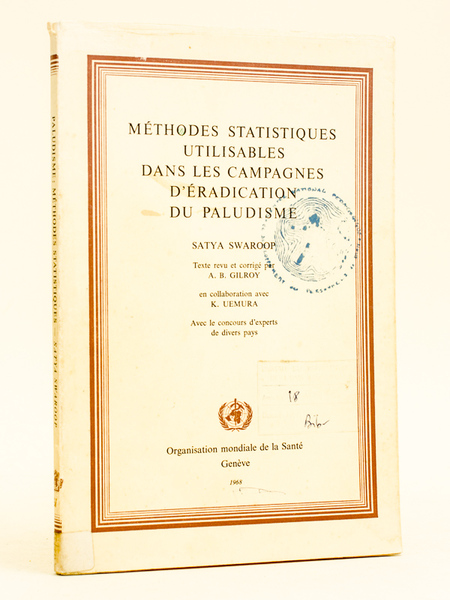 MÉTHODES STATISTIQUES
UTILISABLES
DANS LES CAMPAGNES
D'ÉRADICATION
DU PALUDISME
SATYA SWAROOP
Texte revu et corrigé par
A. B. GILROY
en collaboration avec
K. UEMURA
Avec le concours d'experts
de divers pays
18
Organisation mondiale de la Santé
Genève
1968
PALUDISME: MÉTHODES STATISTIQUES SATYA SWAROOP